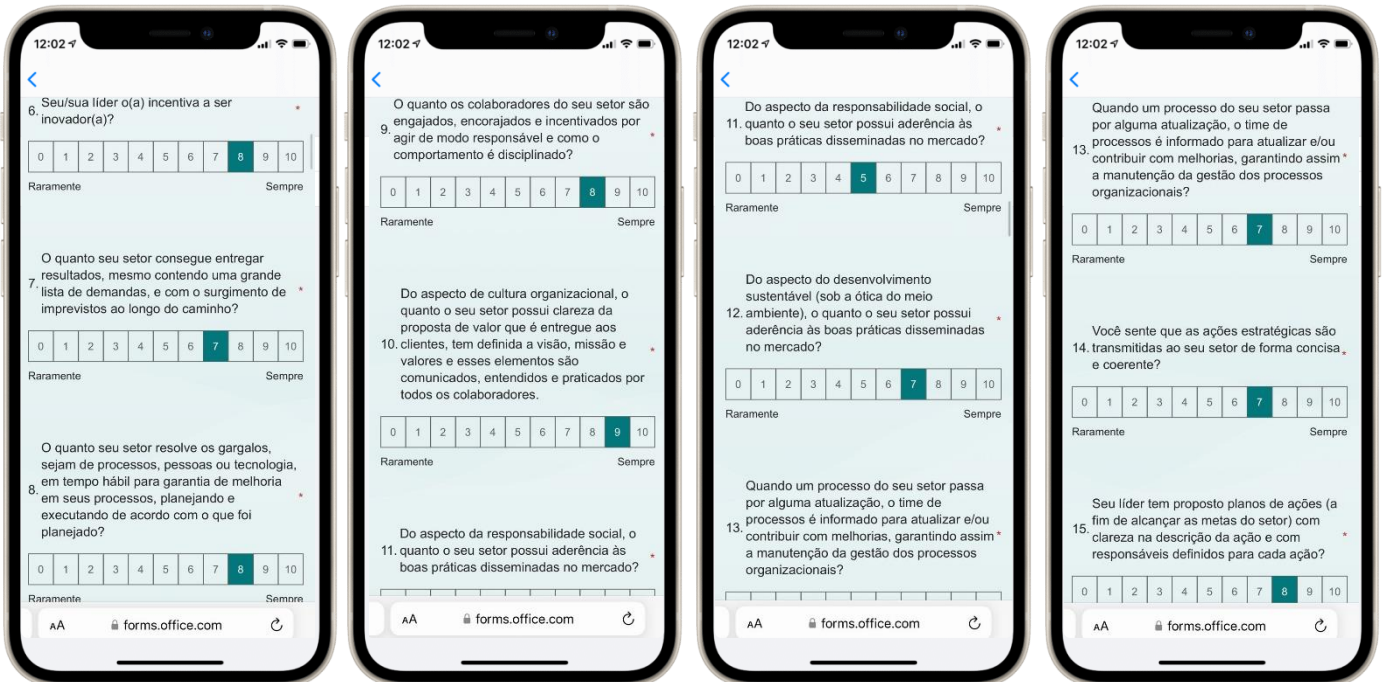 12:02
6. Seu/sua líder o(a) incentiva a ser *
inovador(a)?
0 1 2 3 4 5 6 7 8 9 10
Raramente Sempre
O quanto seu setor consegue entregar
7. resultados, mesmo contendo uma grande
lista de demandas, e com o surgimento de *
imprevistos ao longo do caminho?
0 1 2 3 4 5 6 7 8 9 10
Raramente Sempre
O quanto seu setor resolve os gargalos,
sejam de processos, pessoas ou tecnologia,
em tempo hábil para garantia de melhoria
8. em seus processos, planejando e *
executando de acordo com o que foi
planejado?
0 1 2 3 4 5 6 7 8 9 10
Raramente Sempre
AA forms.office.com
12:02
O quanto os colaboradores do seu setor são
9. engajados, encorajados e incentivados por
agir de modo responsável e como o *
comportamento é disciplinado?
0 1 2 3 4 5 6 7 8 9 10
Raramente Sempre
Do aspecto de cultura organizacional, o
quanto o seu setor possui clareza da
proposta de valor que é entregue aos
10. clientes, tem definida a visão, missão e *
valores e esses elementos são
comunicados, entendidos e praticados por
todos os colaboradores.
0 1 2 3 4 5 6 7 8 9 10
Raramente Sempre
Do aspecto da responsabilidade social, o
11. quanto o seu setor possui aderência às *
boas práticas disseminadas no mercado?
AA forms.office.com
12:02
Do aspecto da responsabilidade social, o
11. quanto o seu setor possui aderência às *
boas práticas disseminadas no mercado?
0 1 2 3 4 5 6 7 8 9 10
Raramente Sempre
Do aspecto do desenvolvimento
sustentável (sob a ótica do meio
12. ambiente), o quanto o seu setor possui *
aderência às boas práticas disseminadas
no mercado?
0 1 2 3 4 5 6 7 8 9 10
Raramente Sempre
Quando um processo do seu setor passa
por alguma atualização, o time de
13. processos é informado para atualizar e/ou
contribuir com melhorias, garantindo assim *
a manutenção da gestão dos processos
organizacionais?
AA forms.office.com
12:02
Quando um processo do seu setor passa
por alguma atualização, o time de
13. processos é informado para atualizar e/ou
contribuir com melhorias, garantindo assim *
a manutenção da gestão dos processos
organizacionais?
0 1 2 3 4 5 6 7 8 9 10
Raramente Sempre
Você sente que as ações estratégicas são
14. transmitidas ao seu setor de forma concisa *
e coerente?
0 1 2 3 4 5 6 7 8 9 10
Raramente Sempre
Seu líder tem proposto planos de ações (a
15. fim de alcançar as metas do setor) com *
clareza na descrição da ação e com
responsáveis definidos para cada ação?
0 1 2 3 4 5 6 7 8 9 10
AA forms.office.com